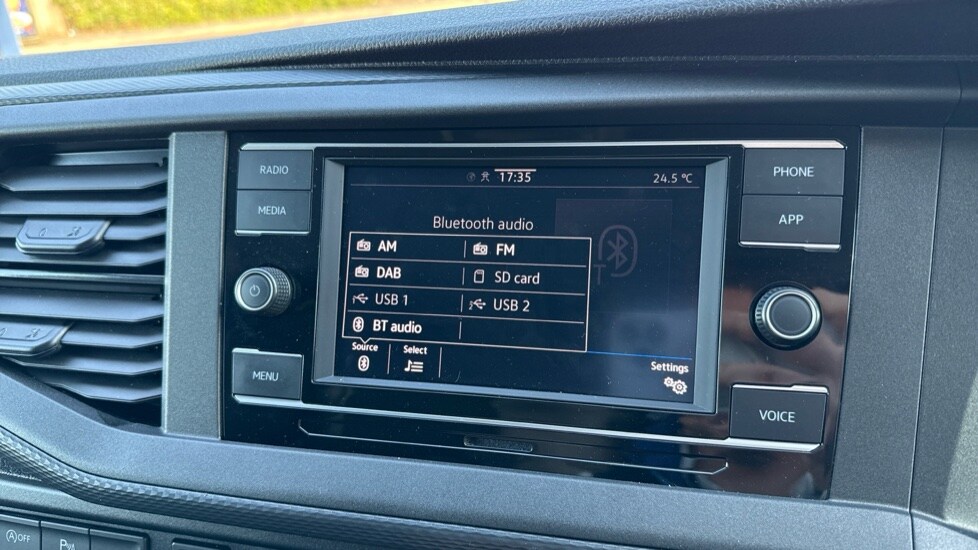 RADIO
MEDIA
MENU
17:35
24.5 °C
Bluetooth audio
AM
FM
DAB
SD card
USB 1
USB 2
BT audio
Source
Select
Settings
PHONE
APP
VOICE
A OFF
P